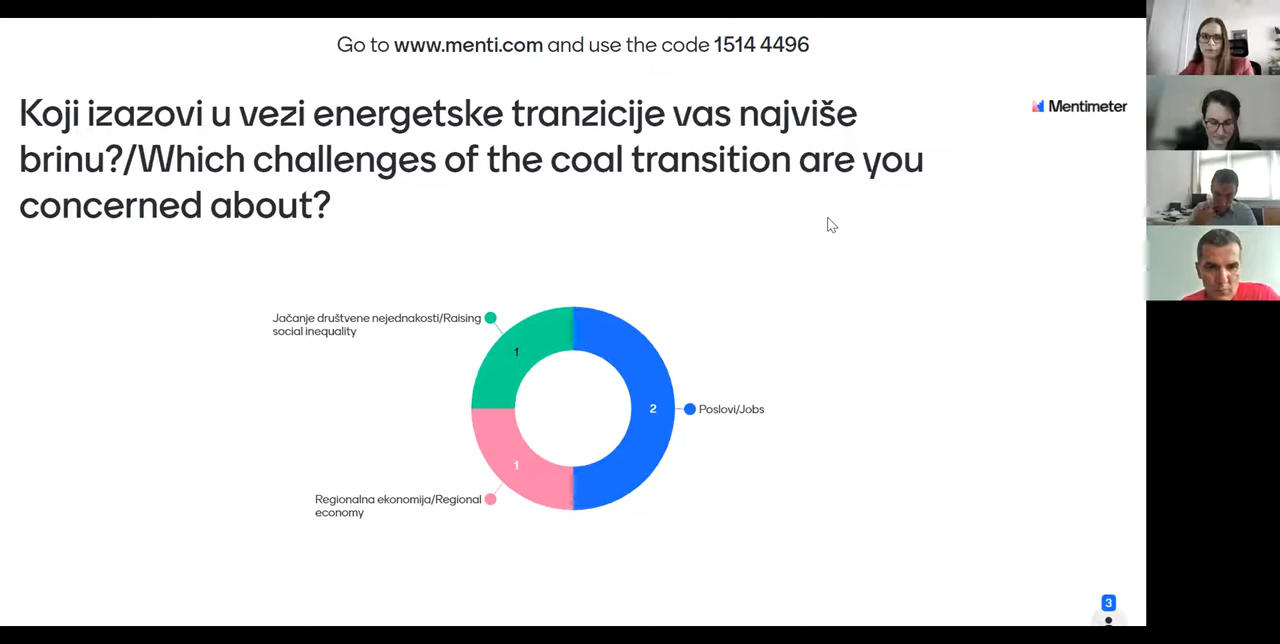 Go to www.menti.com and use the code 1514 4496
Koji izazovi u vezi energetske tranzicije vas najviše
brinu?/Which challenges of the coal transition are you
concerned about?
Mentimeter
Jačanje društvene nejednakosti/Raising
social inequality
1
2
Poslovi/Jobs
1
Regionalna ekonomija/Regional
economy
3